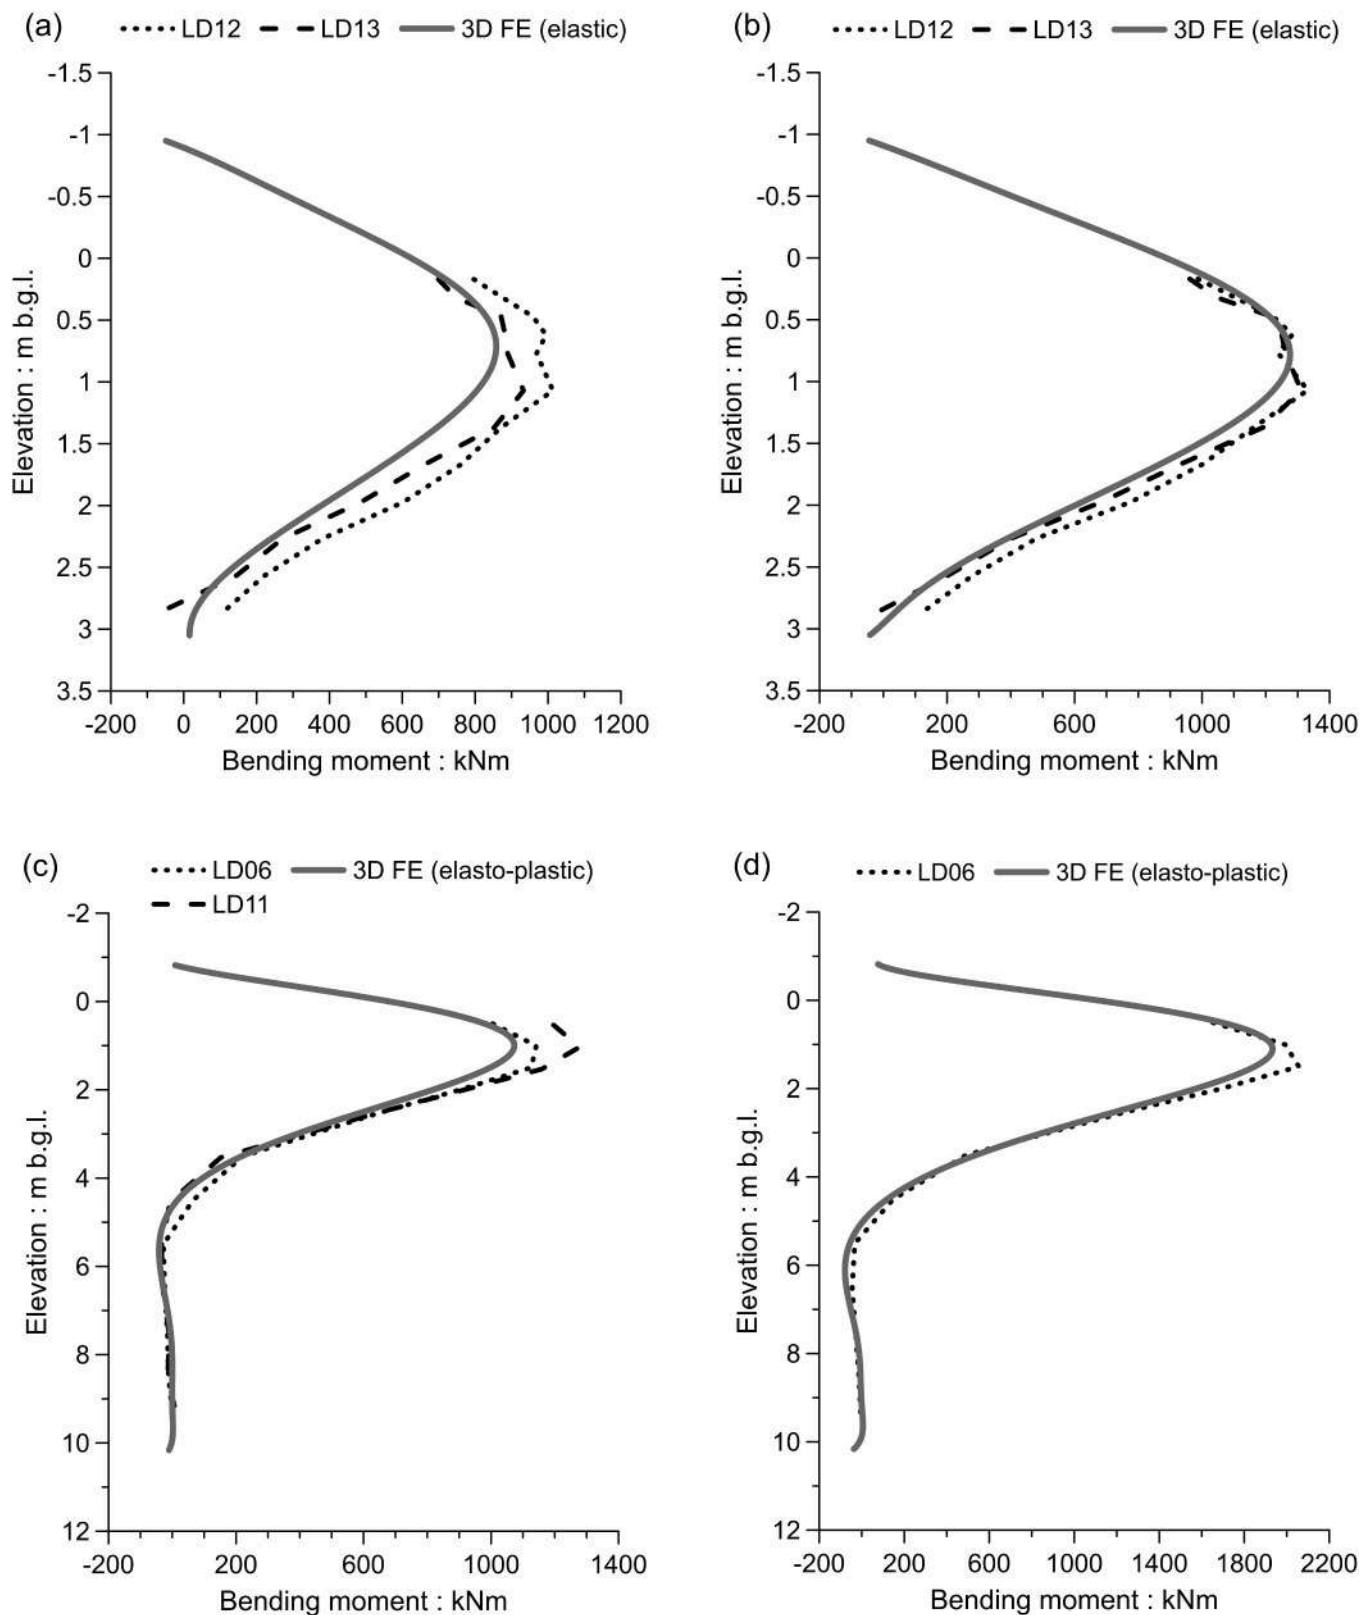 (a) LD12 LD13 3D FE (elastic)
-1.5
-1
-0.5
0
0.5
1
1.5
2
2.5
3
3.5
Elevation : m b.g.l.
-200 0 200 400 600 800 1000 1200
Bending moment : kNm
(b) LD12 LD13 3D FE (elastic)
-1.5
-1
-0.5
0
0.5
1
1.5
2
2.5
3
3.5
Elevation : m b.g.l.
-200 200 600 1000 1400
Bending moment : kNm
(c) LD06 3D FE (elasto-plastic)
LD11
-2
0
2
4
6
8
10
12
Elevation : m b.g.l.
-200 200 600 1000 1400
Bending moment : kNm
(d) LD06 3D FE (elasto-plastic)
-2
0
2
4
6
8
10
12
Elevation : m b.g.l.
-200 200 600 1000 1400 1800 2200
Bending moment : kNm